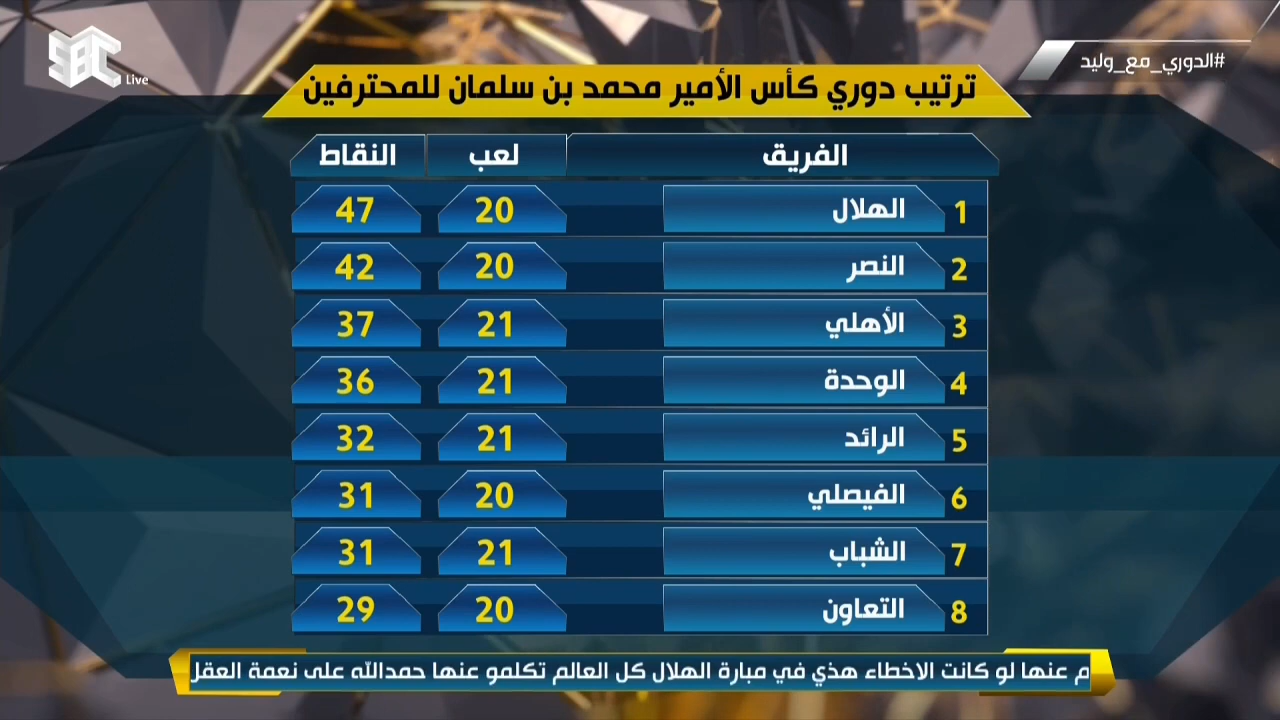 SBC Live
#الدوري_مع_وليد
ترتيب دوري كأس الأمير محمد بن سلمان للمحترفين
الفريق لعب النقاط
1 الهلال 20 47
2 النصر 20 42
3 الأهلي 21 37
4 الوحدة 21 36
5 الرائد 21 32
6 الفيصلي 20 31
7 الشباب 21 31
8 التعاون 20 29
م عنها لو كانت الاخطاء هذي في مبارة الهلال كل العالم تكلمو عنها حمدالله على نعمة العقل